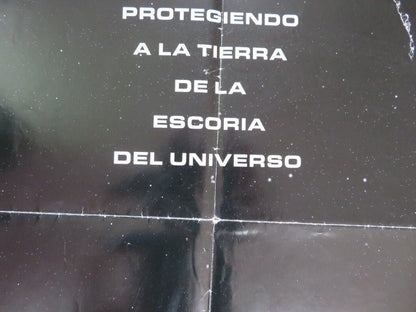 PROTEGIENDO
A LA TIERRA
DE LA
ESCORIA
DEL UNIVERSO